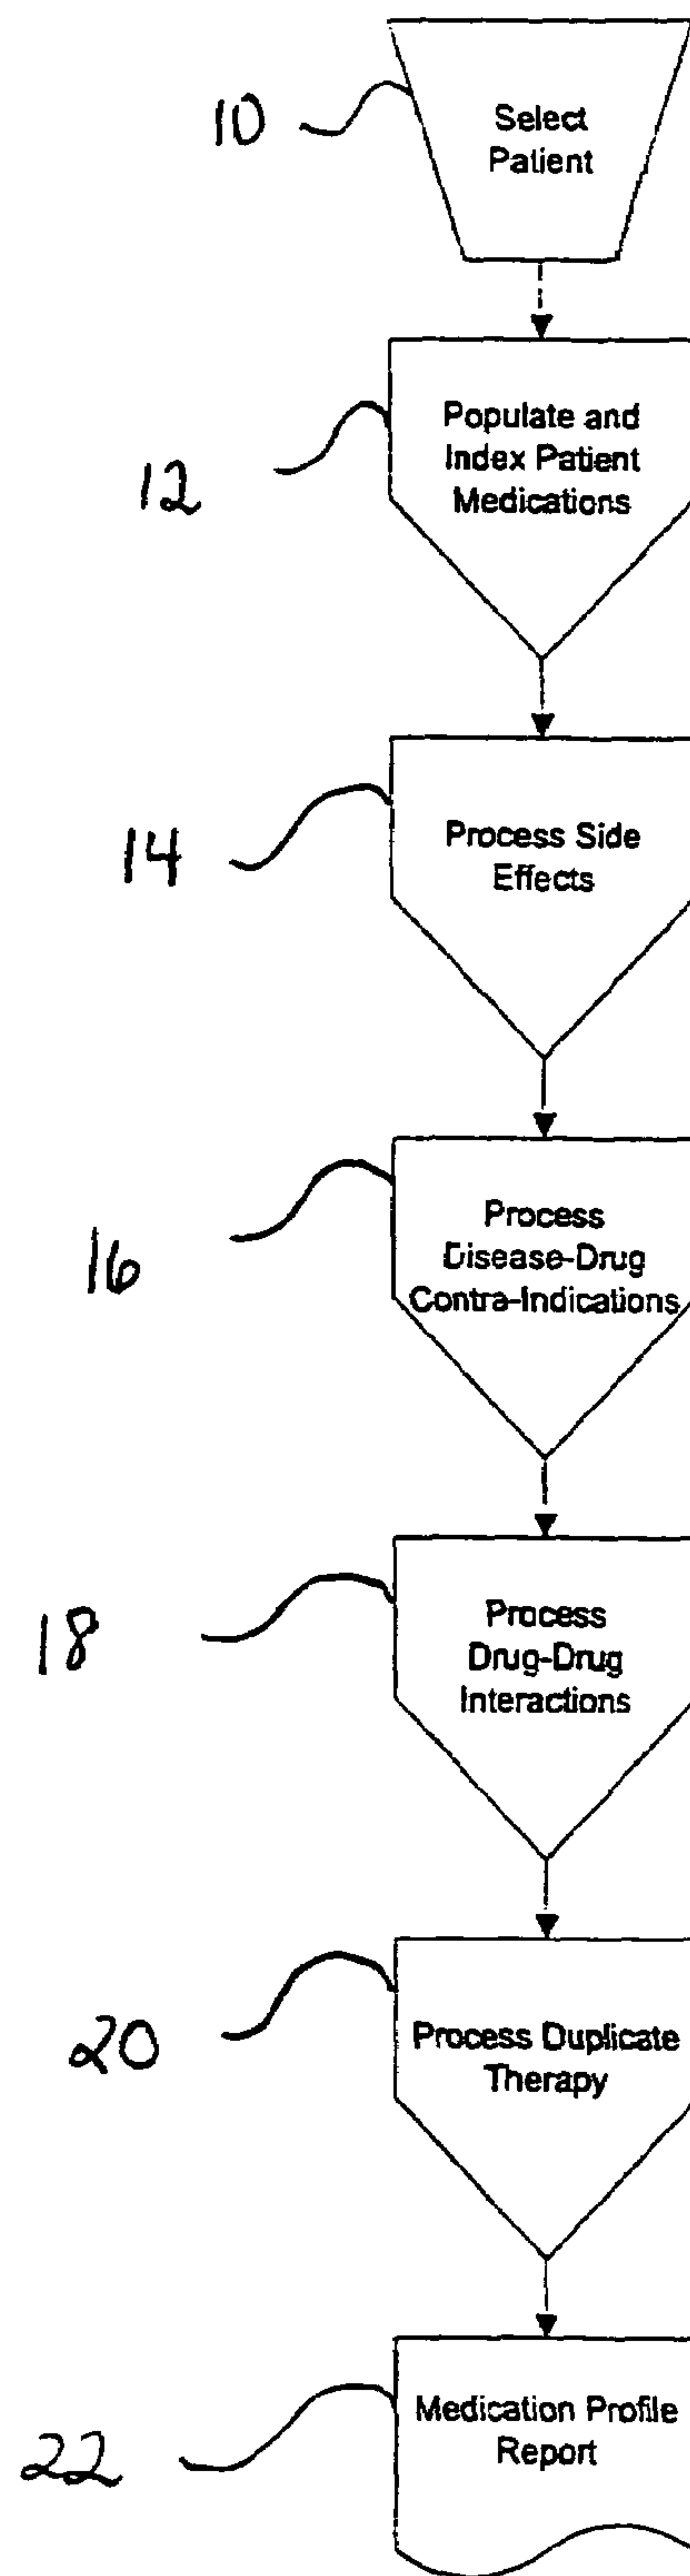 10
Select
Patient
12
Populate and
Index Patient
Medications
14
Process Side
Effects
16
Process
Disease-Drug
Contra-Indications
18
Process
Drug-Drug
Interactions
20
Process Duplicate
Therapy
22
Medication Profile
Report